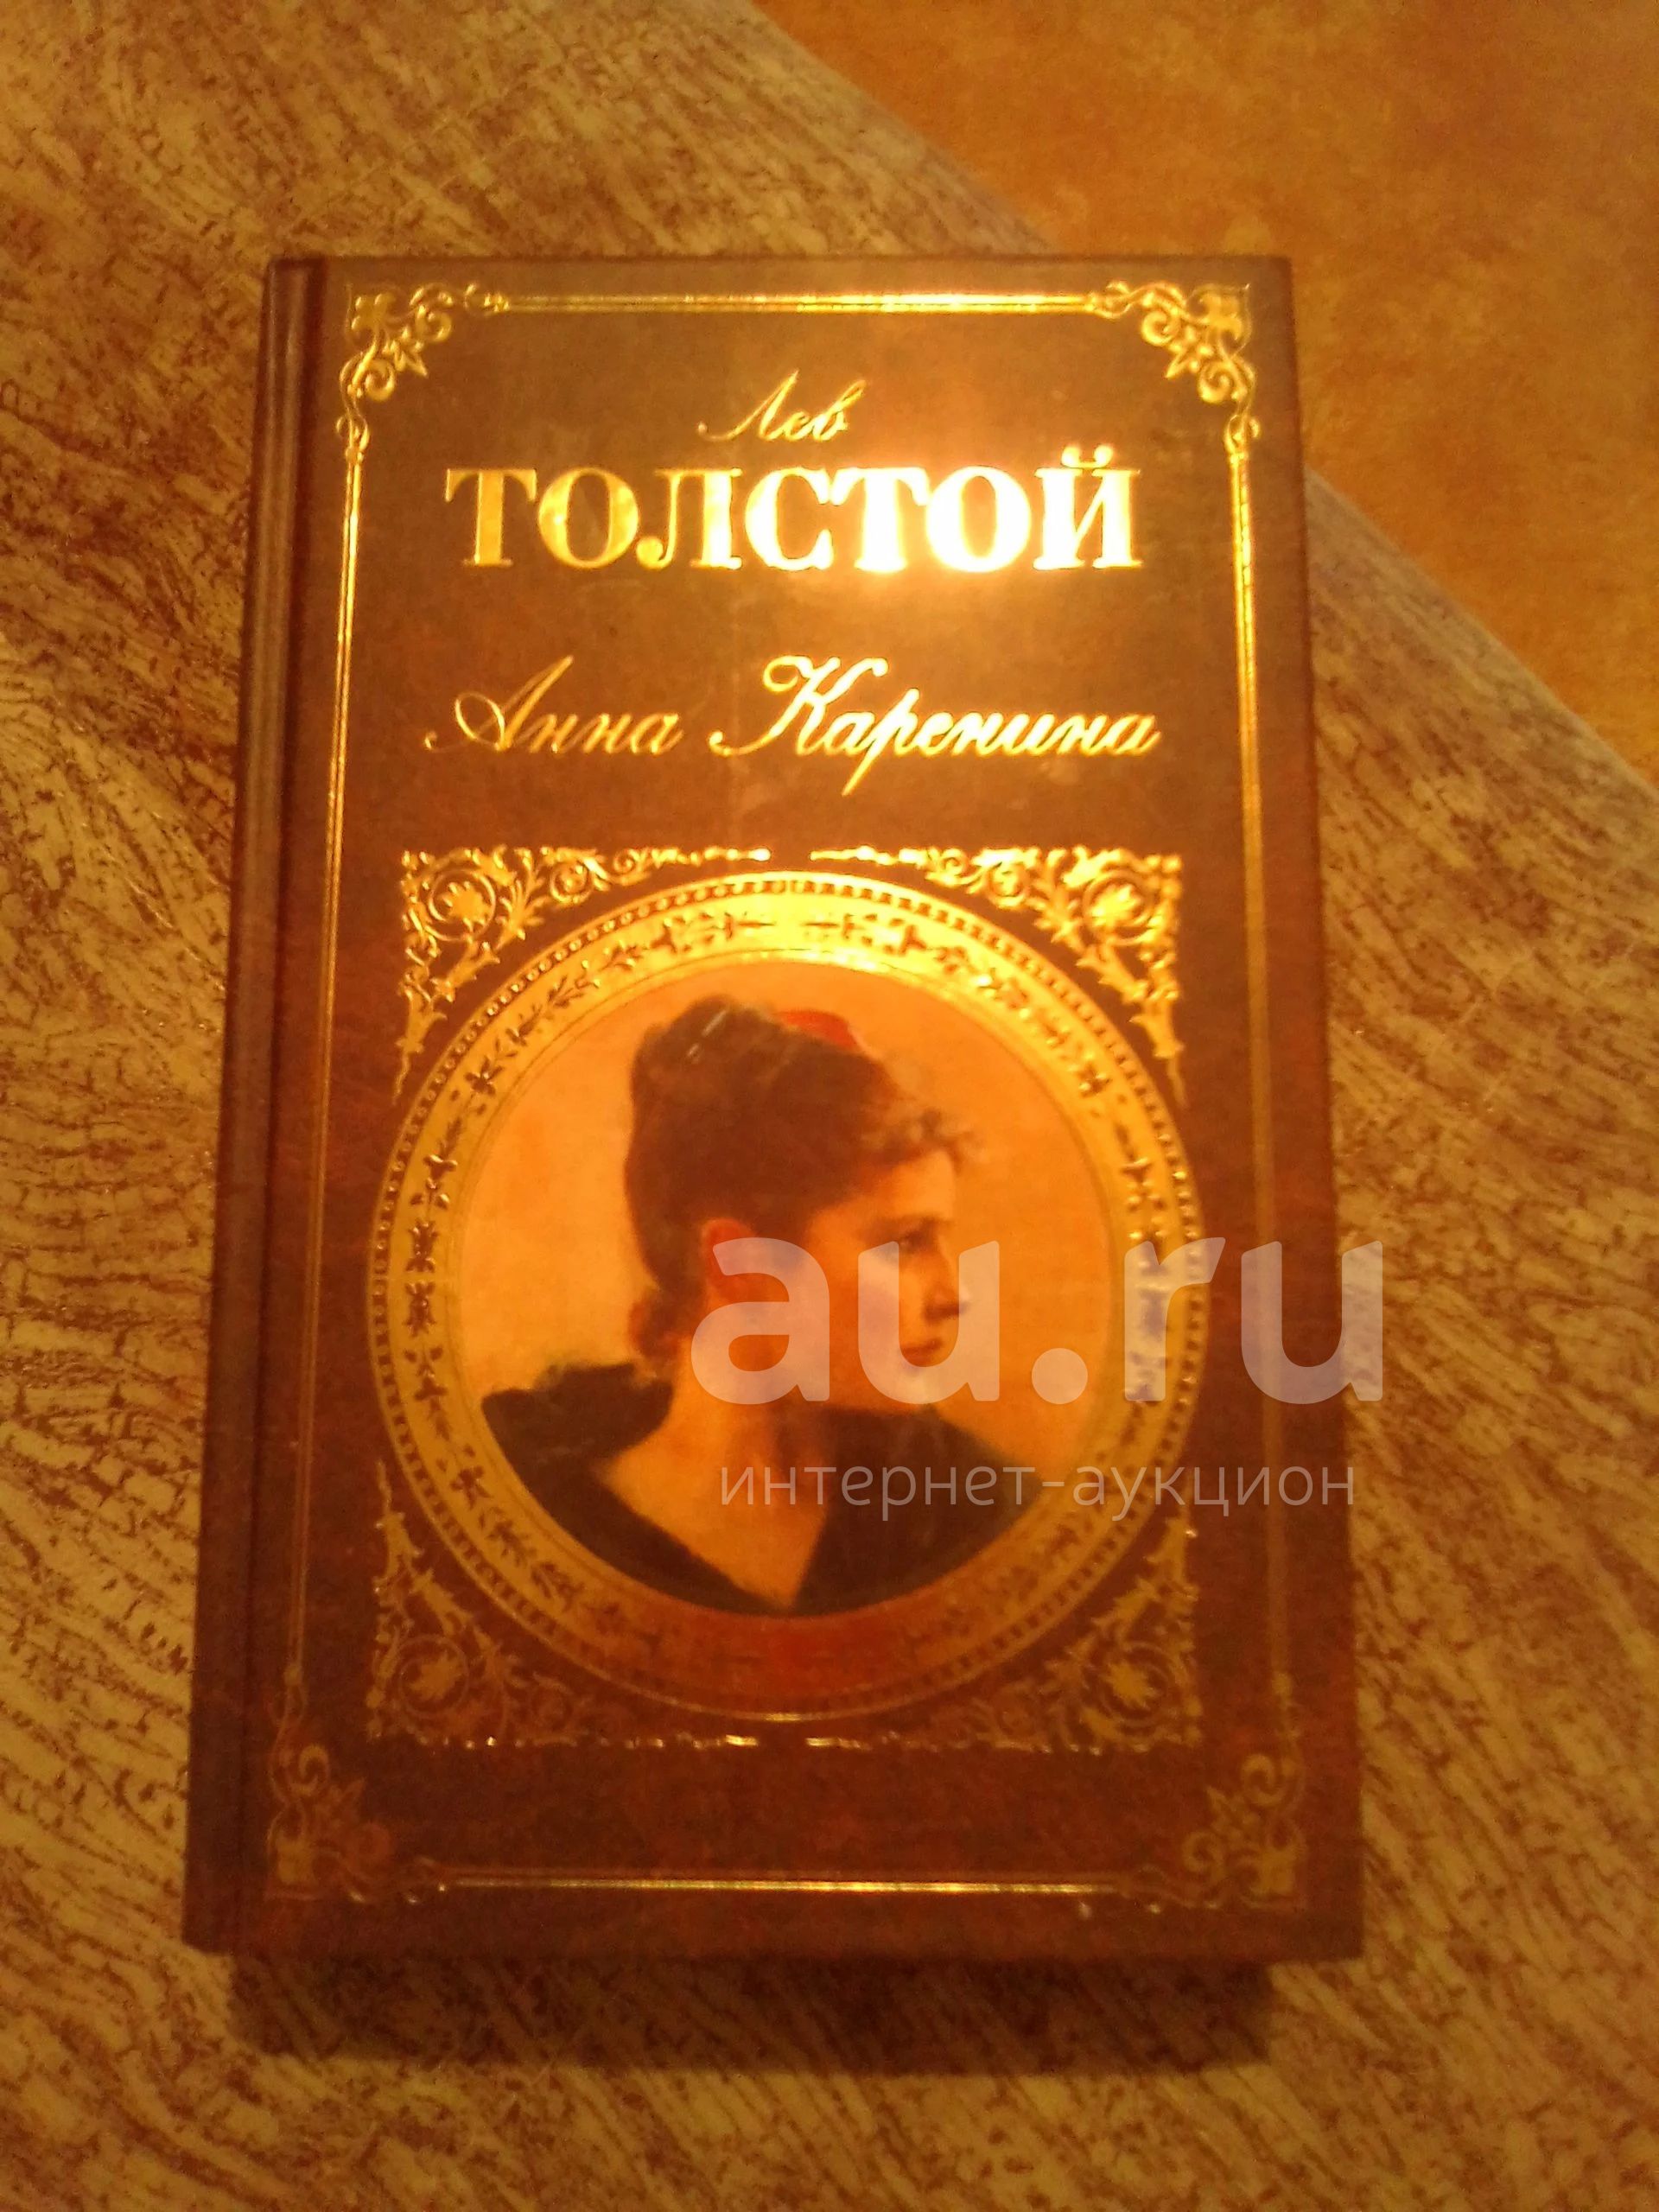 Лев
ТОЛСТОЙ
Анна Каренина
au.ru
интернет-аукцион